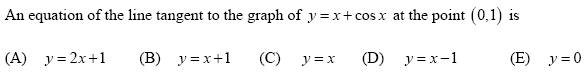 An equation of the line tangent to the graph of y = x + cos x at the point (0,1) is
(A) y = 2x + 1 (B) y = x + 1 (C) y = x (D) y = x − 1 (E) y = 0